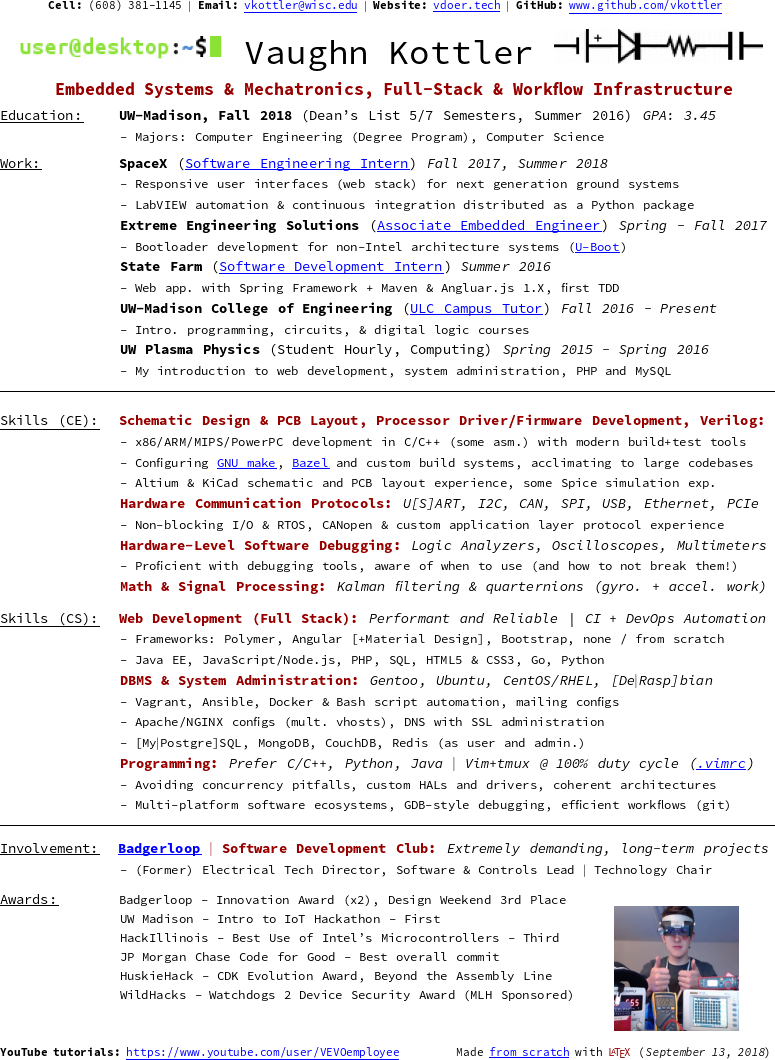 Cell: (608) 381-1145 | Email: vkottler@wisc.edu | Website: vdoer.tech | GitHub: www.github.com/vkottler
user@desktop:~$ Vaughn Kottler
Embedded Systems & Mechatronics, Full-Stack & Workflow Infrastructure
Education: UW-Madison, Fall 2018 (Dean's List 5/7 Semesters, Summer 2016) GPA: 3.45
- Majors: Computer Engineering (Degree Program), Computer Science
Work: SpaceX (Software Engineering Intern) Fall 2017, Summer 2018
- Responsive user interfaces (web stack) for next generation ground systems
- LabVIEW automation & continuous integration distributed as a Python package
Extreme Engineering Solutions (Associate Embedded Engineer) Spring - Fall 2017
- Bootloader development for non-Intel architecture systems (U-Boot)
State Farm (Software Development Intern) Summer 2016
- Web app. with Spring Framework + Maven & Angluar.js 1.X, first TDD
UW-Madison College of Engineering (ULC Campus Tutor) Fall 2016 - Present
- Intro. programming, circuits, & digital logic courses
UW Plasma Physics (Student Hourly, Computing) Spring 2015 - Spring 2016
- My introduction to web development, system administration, PHP and MySQL
Skills (CE): Schematic Design & PCB Layout, Processor Driver/Firmware Development, Verilog:
- x86/ARM/MIPS/PowerPC development in C/C++ (some asm.) with modern build+test tools
- Configuring GNU make, Bazel and custom build systems, acclimating to large codebases
- Altium & KiCad schematic and PCB layout experience, some Spice simulation exp.
Hardware Communication Protocols: U[S]ART, I2C, CAN, SPI, USB, Ethernet, PCIe
- Non-blocking I/O & RTOS, CANopen & custom application layer protocol experience
Hardware-Level Software Debugging: Logic Analyzers, Oscilloscopes, Multimeters
- Proficient with debugging tools, aware of when to use (and how to not break them!)
Math & Signal Processing: Kalman filtering & quarternions (gyro. + accel. work)
Skills (CS): Web Development (Full Stack): Performant and Reliable | CI + DevOps Automation
- Frameworks: Polymer, Angular [+Material Design], Bootstrap, none / from scratch
- Java EE, JavaScript/Node.js, PHP, SQL, HTML5 & CSS3, Go, Python
DBMS & System Administration: Gentoo, Ubuntu, CentOS/RHEL, [De|Rasp]bian
- Vagrant, Ansible, Docker & Bash script automation, mailing configs
- Apache/NGINX configs (mult. vhosts), DNS with SSL administration
- [My|Postgre]SQL, MongoDB, CouchDB, Redis (as user and admin.)
Programming: Prefer C/C++, Python, Java | Vim+tmux @ 100% duty cycle (.vimrc)
- Avoiding concurrency pitfalls, custom HALs and drivers, coherent architectures
- Multi-platform software ecosystems, GDB-style debugging, efficient workflows (git)
Involvement: Badgerloop | Software Development Club: Extremely demanding, long-term projects
- (Former) Electrical Tech Director, Software & Controls Lead | Technology Chair
Awards: Badgerloop - Innovation Award (x2), Design Weekend 3rd Place
UW Madison - Intro to IoT Hackathon - First
HackIllinois - Best Use of Intel's Microcontrollers - Third
JP Morgan Chase Code for Good - Best overall commit
HuskieHack - CDK Evolution Award, Beyond the Assembly Line
WildHacks - Watchdogs 2 Device Security Award (MLH Sponsored)
YouTube tutorials: https://www.youtube.com/user/VEVOemployee Made from scratch with LATEX (September 13, 2018)